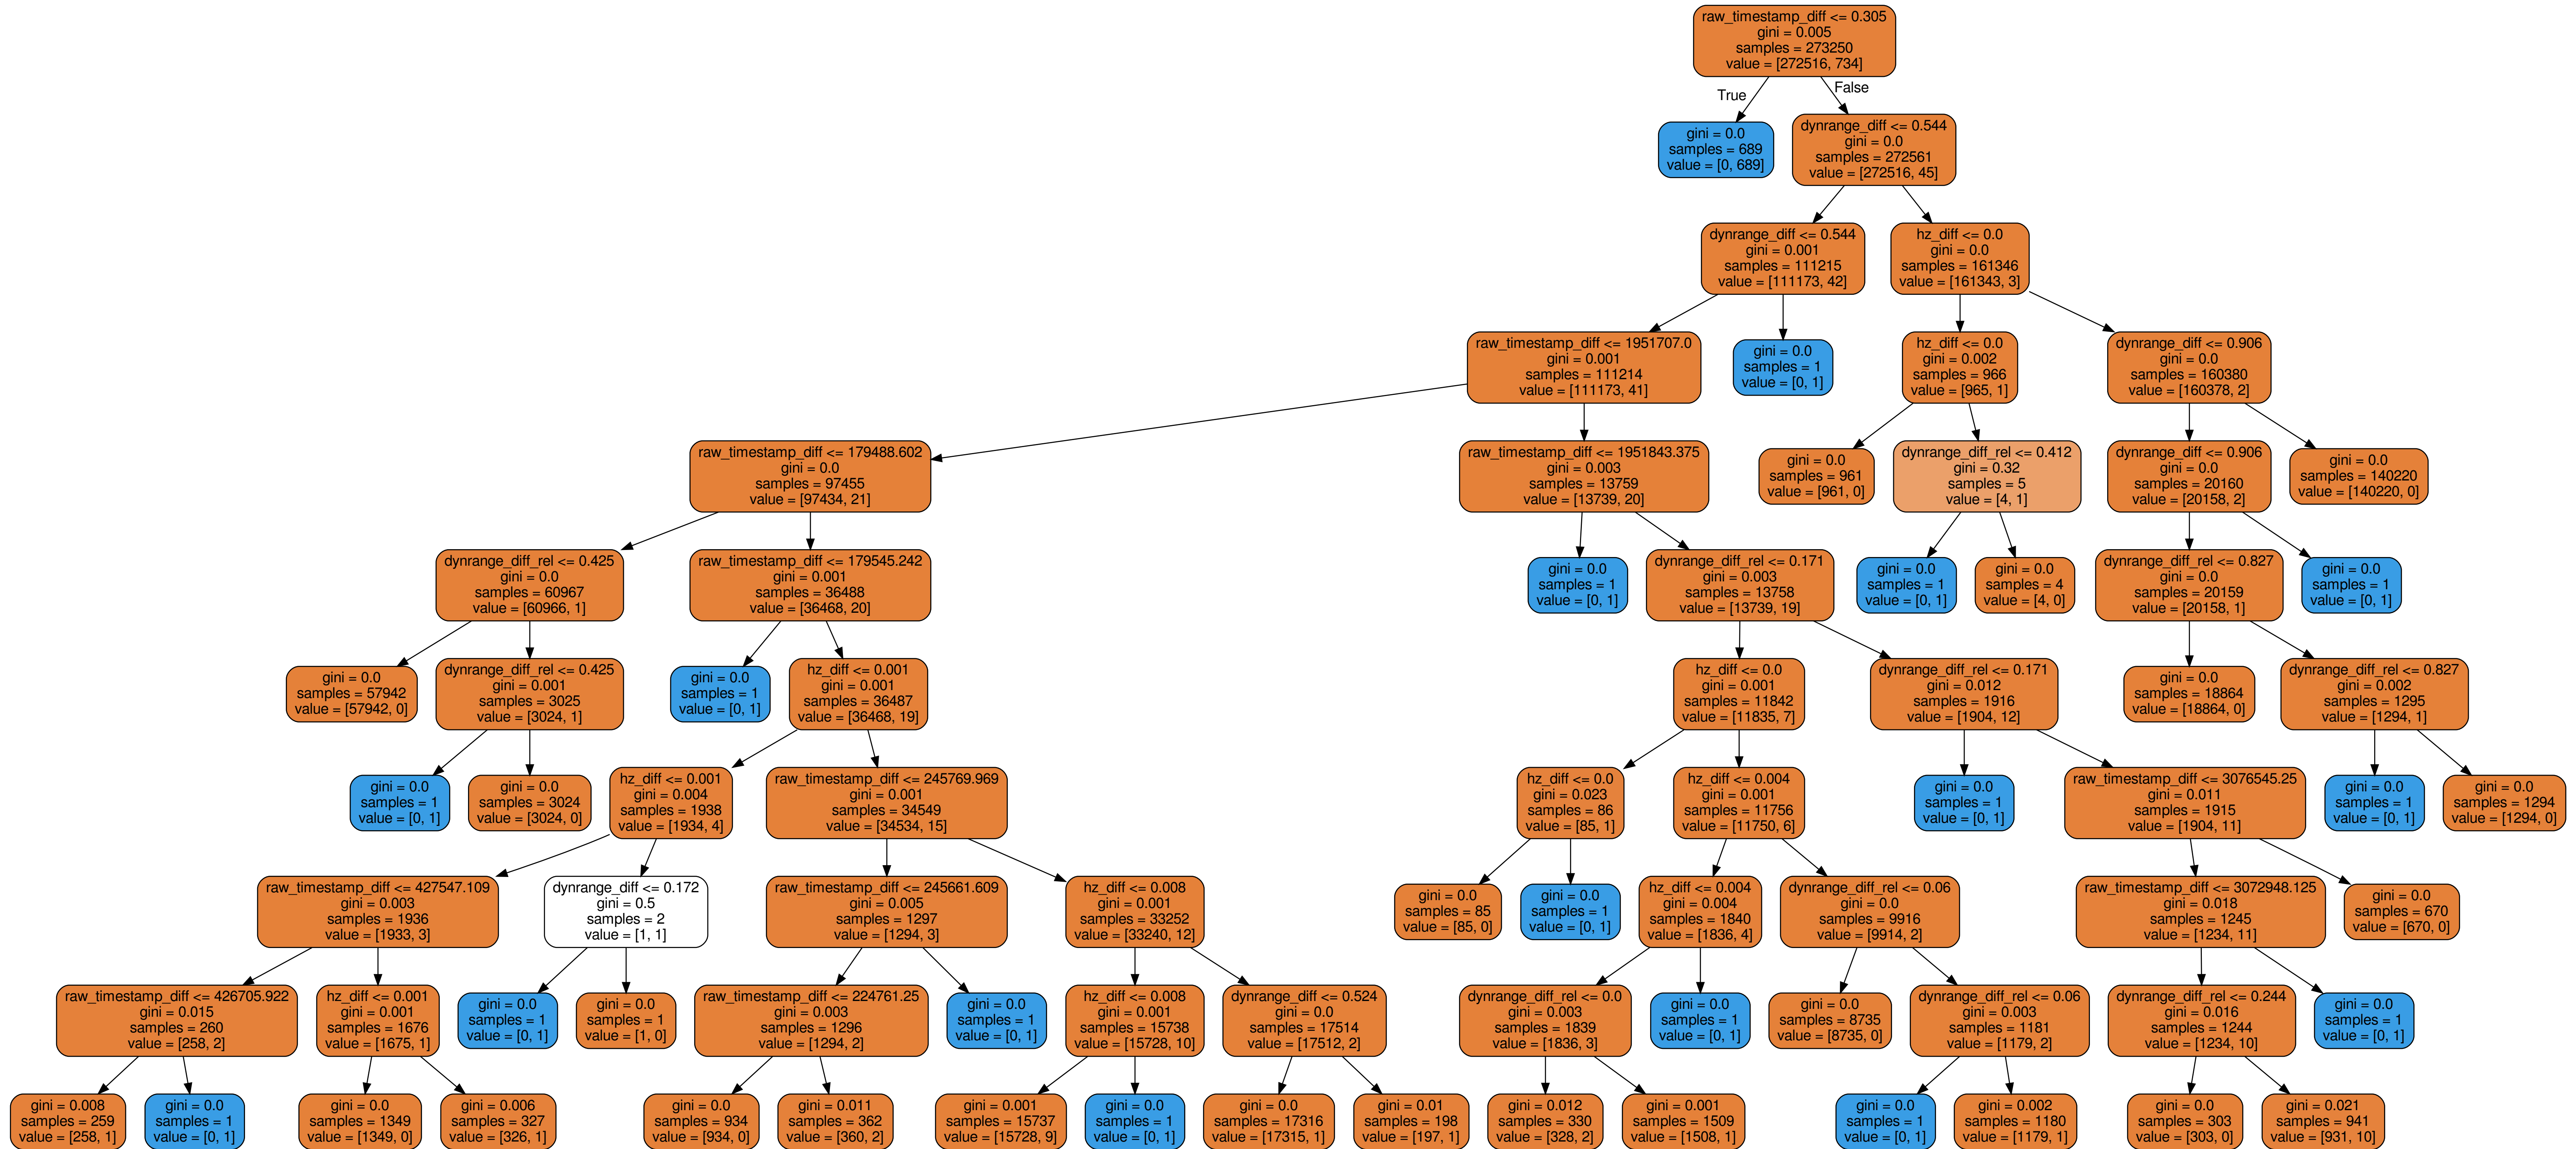 raw_timestamp_diff <= 0.305
gini = 0.005
samples = 273250
value = [272516, 734]
True
False
gini = 0.0
samples = 689
value = [0, 689]
dynrange_diff <= 0.544
gini = 0.0
samples = 272561
value = [272516, 45]
dynrange_diff <= 0.544
gini = 0.001
samples = 111215
value = [111173, 42]
hz_diff <= 0.0
gini = 0.0
samples = 161346
value = [161343, 3]
raw_timestamp_diff <= 1951707.0
gini = 0.001
samples = 111214
value = [111173, 41]
gini = 0.0
samples = 1
value = [0, 1]
hz_diff <= 0.0
gini = 0.002
samples = 966
value = [965, 1]
dynrange_diff <= 0.906
gini = 0.0
samples = 160380
value = [160378, 2]
raw_timestamp_diff <= 179488.602
gini = 0.0
samples = 97455
value = [97434, 21]
raw_timestamp_diff <= 1951843.375
gini = 0.003
samples = 13759
value = [13739, 20]
gini = 0.0
samples = 961
value = [961, 0]
dynrange_diff_rel <= 0.412
gini = 0.32
samples = 5
value = [4, 1]
dynrange_diff <= 0.906
gini = 0.0
samples = 20160
value = [20158, 2]
gini = 0.0
samples = 140220
value = [140220, 0]
dynrange_diff_rel <= 0.425
gini = 0.0
samples = 60967
value = [60966, 1]
raw_timestamp_diff <= 179545.242
gini = 0.001
samples = 36488
value = [36468, 20]
gini = 0.0
samples = 1
value = [0, 1]
dynrange_diff_rel <= 0.171
gini = 0.003
samples = 13758
value = [13739, 19]
gini = 0.0
samples = 1
value = [0, 1]
gini = 0.0
samples = 4
value = [4, 0]
dynrange_diff_rel <= 0.827
gini = 0.0
samples = 20159
value = [20158, 1]
gini = 0.0
samples = 1
value = [0, 1]
gini = 0.0
samples = 57942
value = [57942, 0]
dynrange_diff_rel <= 0.425
gini = 0.001
samples = 3025
value = [3024, 1]
gini = 0.0
samples = 1
value = [0, 1]
hz_diff <= 0.001
gini = 0.001
samples = 36487
value = [36468, 19]
hz_diff <= 0.0
gini = 0.001
samples = 11842
value = [11835, 7]
dynrange_diff_rel <= 0.171
gini = 0.012
samples = 1916
value = [1904, 12]
gini = 0.0
samples = 18864
value = [18864, 0]
dynrange_diff_rel <= 0.827
gini = 0.002
samples = 1295
value = [1294, 1]
gini = 0.0
samples = 1
value = [0, 1]
gini = 0.0
samples = 3024
value = [3024, 0]
hz_diff <= 0.001
gini = 0.004
samples = 1938
value = [1934, 4]
raw_timestamp_diff <= 245769.969
gini = 0.001
samples = 34549
value = [34534, 15]
hz_diff <= 0.0
gini = 0.023
samples = 86
value = [85, 1]
hz_diff <= 0.004
gini = 0.001
samples = 11756
value = [11750, 6]
gini = 0.0
samples = 1
value = [0, 1]
raw_timestamp_diff <= 3076545.25
gini = 0.011
samples = 1915
value = [1904, 11]
gini = 0.0
samples = 1
value = [0, 1]
gini = 0.0
samples = 1294
value = [1294, 0]
raw_timestamp_diff <= 427547.109
gini = 0.003
samples = 1936
value = [1933, 3]
dynrange_diff <= 0.172
gini = 0.5
samples = 2
value = [1, 1]
raw_timestamp_diff <= 245661.609
gini = 0.005
samples = 1297
value = [1294, 3]
hz_diff <= 0.008
gini = 0.001
samples = 33252
value = [33240, 12]
gini = 0.0
samples = 85
value = [85, 0]
gini = 0.0
samples = 1
value = [0, 1]
hz_diff <= 0.004
gini = 0.004
samples = 1840
value = [1836, 4]
dynrange_diff_rel <= 0.06
gini = 0.0
samples = 9916
value = [9914, 2]
raw_timestamp_diff <= 3072948.125
gini = 0.018
samples = 1245
value = [1234, 11]
gini = 0.0
samples = 670
value = [670, 0]
raw_timestamp_diff <= 426705.922
gini = 0.015
samples = 260
value = [258, 2]
hz_diff <= 0.001
gini = 0.001
samples = 1676
value = [1675, 1]
gini = 0.0
samples = 1
value = [0, 1]
gini = 0.0
samples = 1
value = [1, 0]
raw_timestamp_diff <= 224761.25
gini = 0.003
samples = 1296
value = [1294, 2]
gini = 0.0
samples = 1
value = [0, 1]
hz_diff <= 0.008
gini = 0.001
samples = 15738
value = [15728, 10]
dynrange_diff <= 0.524
gini = 0.0
samples = 17514
value = [17512, 2]
dynrange_diff_rel <= 0.0
gini = 0.003
samples = 1839
value = [1836, 3]
gini = 0.0
samples = 1
value = [0, 1]
gini = 0.0
samples = 8735
value = [8735, 0]
dynrange_diff_rel <= 0.06
gini = 0.003
samples = 1181
value = [1179, 2]
dynrange_diff_rel <= 0.244
gini = 0.016
samples = 1244
value = [1234, 10]
gini = 0.0
samples = 1
value = [0, 1]
gini = 0.008
samples = 259
value = [258, 1]
gini = 0.0
samples = 1
value = [0, 1]
gini = 0.0
samples = 1349
value = [1349, 0]
gini = 0.006
samples = 327
value = [326, 1]
gini = 0.0
samples = 934
value = [934, 0]
gini = 0.011
samples = 362
value = [360, 2]
gini = 0.001
samples = 15737
value = [15728, 9]
gini = 0.0
samples = 1
value = [0, 1]
gini = 0.0
samples = 17316
value = [17315, 1]
gini = 0.01
samples = 198
value = [197, 1]
gini = 0.012
samples = 330
value = [328, 2]
gini = 0.001
samples = 1509
value = [1508, 1]
gini = 0.0
samples = 1
value = [0, 1]
gini = 0.002
samples = 1180
value = [1179, 1]
gini = 0.0
samples = 303
value = [303, 0]
gini = 0.021
samples = 941
value = [931, 10]